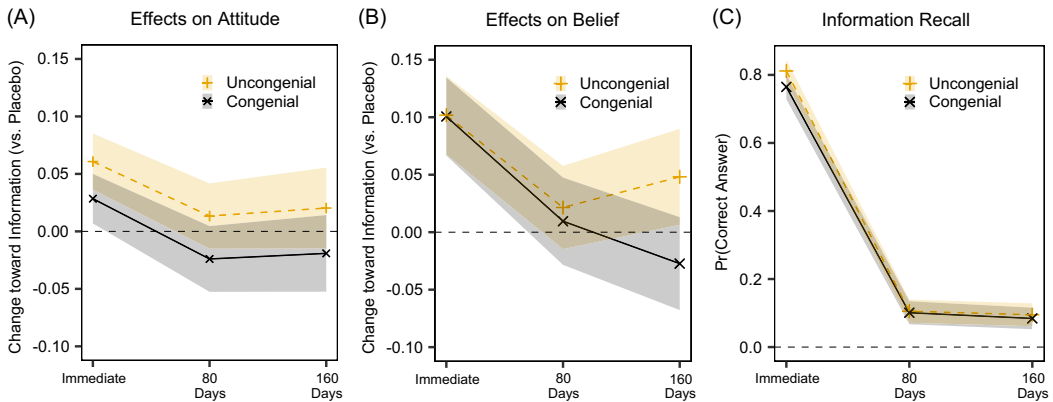 (A)
Effects on Attitude
Change toward Information (vs. Placebo)
0.15
0.10
0.05
0.00
-0.05
-0.10
Uncongenial
Congenial
Immediate
80
Days
160
Days
(B)
Effects on Belief
Change toward Information (vs. Placebo)
0.15
0.10
0.05
0.00
-0.05
-0.10
Uncongenial
Congenial
Immediate
80
Days
160
Days
(C)
Information Recall
Pr(Correct Answer)
0.8
0.6
0.4
0.2
0.0
Uncongenial
Congenial
Immediate
80
Days
160
Days